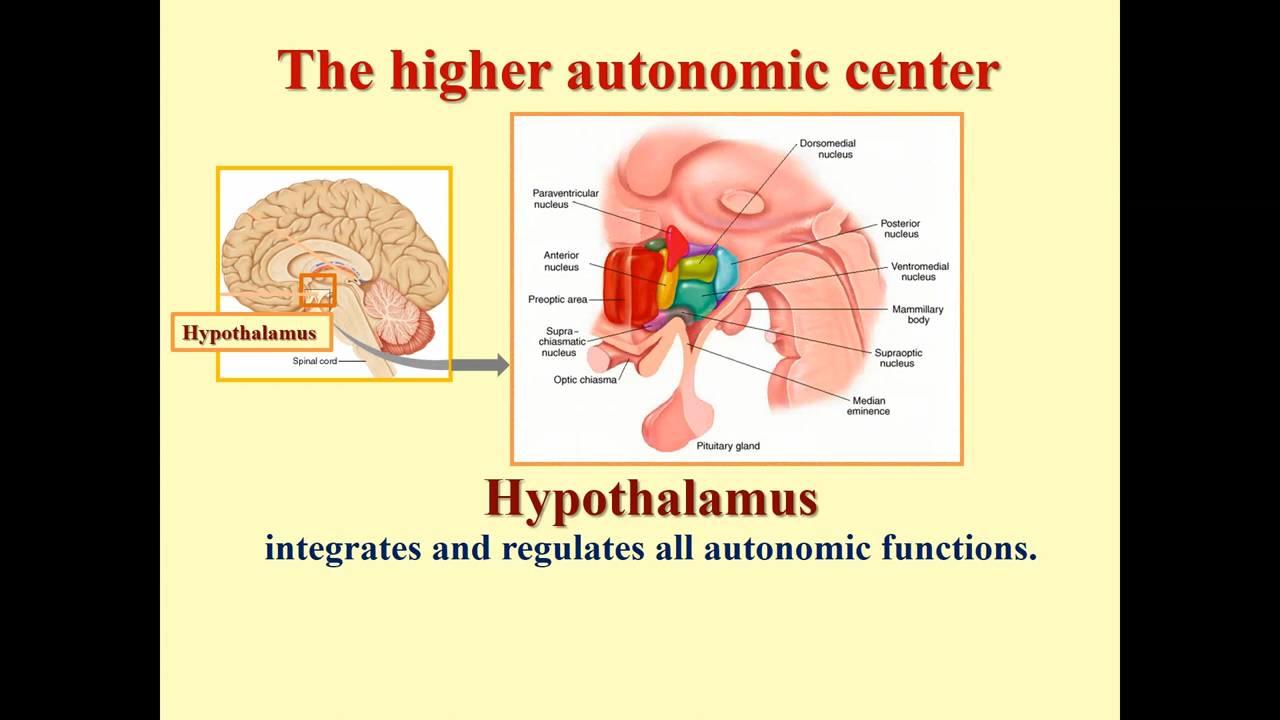 The higher autonomic center
Hypothalamus
Spinal cord
Dorsomedial
nucleus
Paraventricular
nucleus
Posterior
nucleus
Anterior
nucleus
Ventromedial
nucleus
Preoptic area
Mammillary
body
Supra-
chiasmatic
nucleus
Supraoptic
nucleus
Optic chiasma
Median
eminence
Pituitary gland
Hypothalamus
integrates and regulates all autonomic functions.